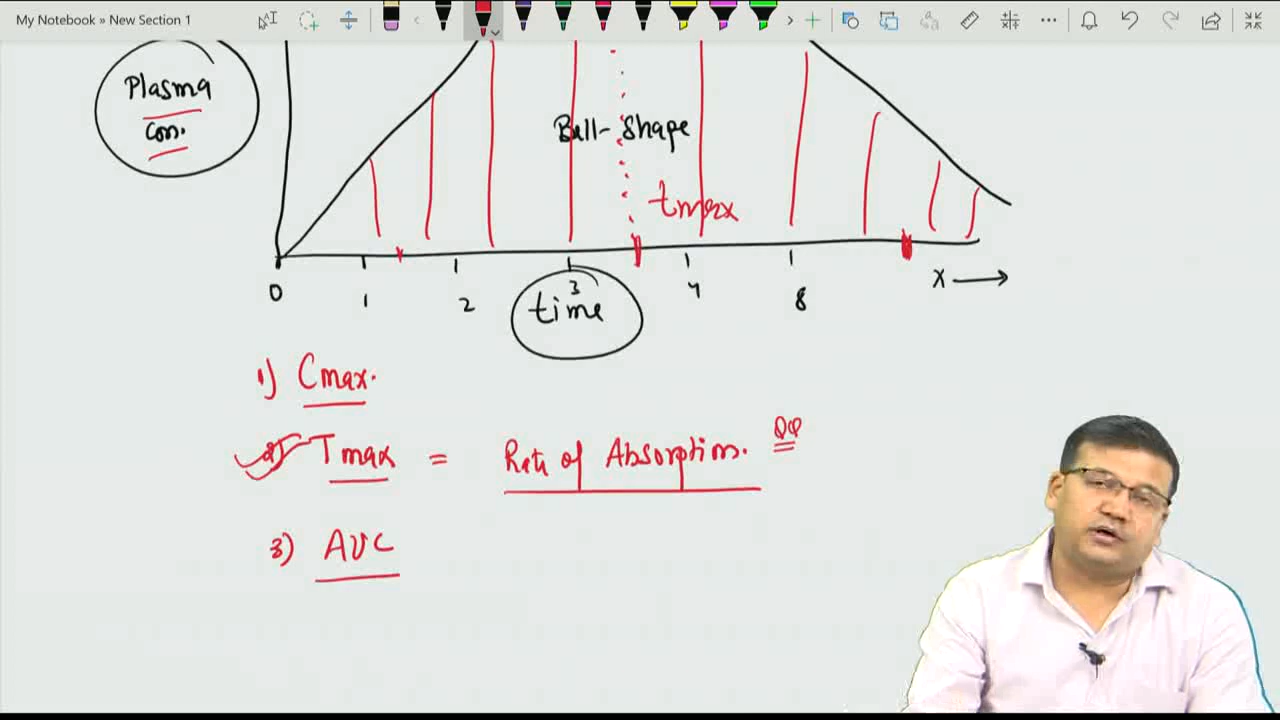 My Notebook » New Section 1
Plasma
Con.
Bell-Shape
tmax
0 1 2 3 4 8 X
time
1) Cmax.
2) Tmax = Rate of Absorption.
3) AUC